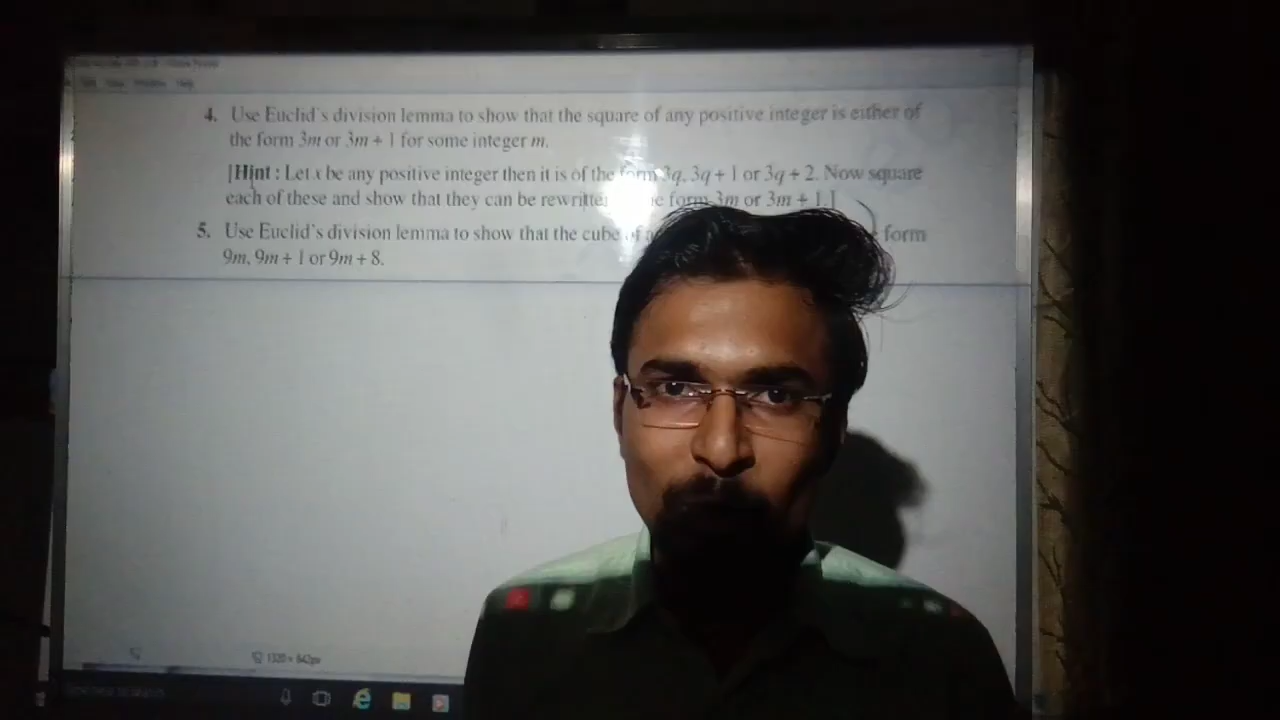 4. Use Euclid's division lemma to show that the square of any positive integer is either of
the form 3m or 3m + 1 for some integer m.
[Hint : Let x be any positive integer then it is of the form 3q, 3q + 1 or 3q + 2. Now square
each of these and show that they can be rewritten form 3m or 3m + 1.]
5. Use Euclid's division lemma to show that the cube of form
9m, 9m + 1 or 9m + 8.
Help
1320 × 642px